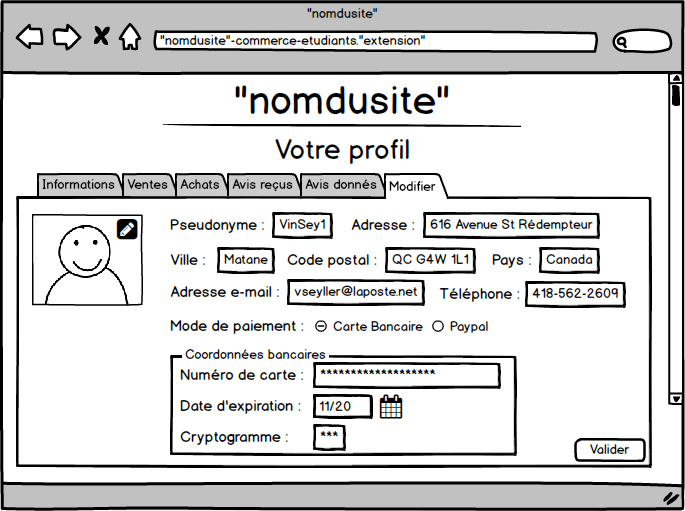 "nomdusite"
"nomdusite"-commerce-etudiants."extension"
"nomdusite"
Votre profil
Informations Ventes Achats Avis reçus Avis donnés Modifier
Pseudonyme : VinSey1 Adresse : 616 Avenue St Rédempteur
Ville : Matane Code postal : QC G4W 1L1 Pays : Canada
Adresse e-mail : vseyller@laposte.net Téléphone : 418-562-2609
Mode de paiement : Carte Bancaire Paypal
Coordonnées bancaires
Numéro de carte : *******************
Date d'expiration : 11/20
Cryptogramme : ***
Valider